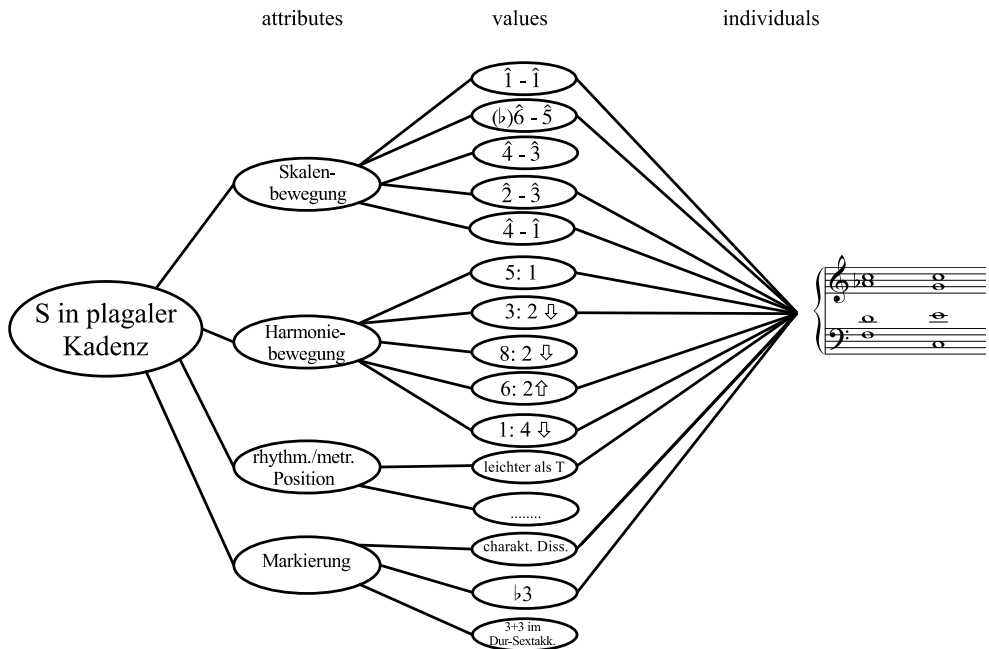 attributes values individuals
1̂ - 1̂
(♭)6̂ - 5̂
Skalen-
bewegung
4̂ - 3̂
2̂ - 3̂
4̂ - 1̂
S in plagaler
Kadenz
Harmonie-
bewegung
5: 1
3: 2 ⇩
8: 2 ⇩
6: 2⇧
1: 4 ⇩
rhythm./metr.
Position
leichter als T
........
Markierung
charakt. Diss.
♭3
3+3 im
Dur-Sextakk.